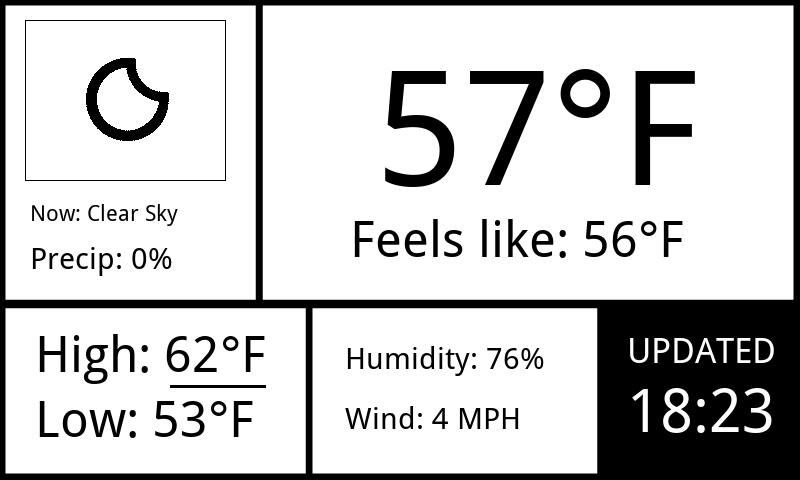 Now: Clear Sky
Precip: 0%
57°F
Feels like: 56°F
High: 62°F
Low: 53°F
Humidity: 76%
Wind: 4 MPH
UPDATED
18:23